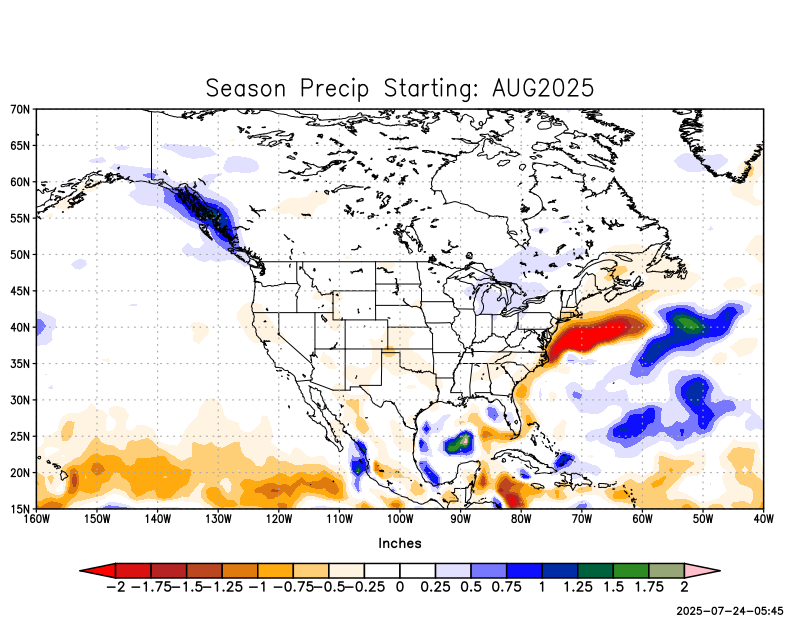 Season Precip Starting: AUG2025
70N
65N
60N
55N
50N
45N
40N
35N
30N
25N
20N
15N
160W 150W 140W 130W 120W 110W 100W 90W 80W 70W 60W 50W 40W
Inches
-2 -1.75 -1.5 -1.25 -1 -0.75 -0.5 -0.25 0 0.25 0.5 0.75 1 1.25 1.5 1.75 2
2025-07-24-05:45